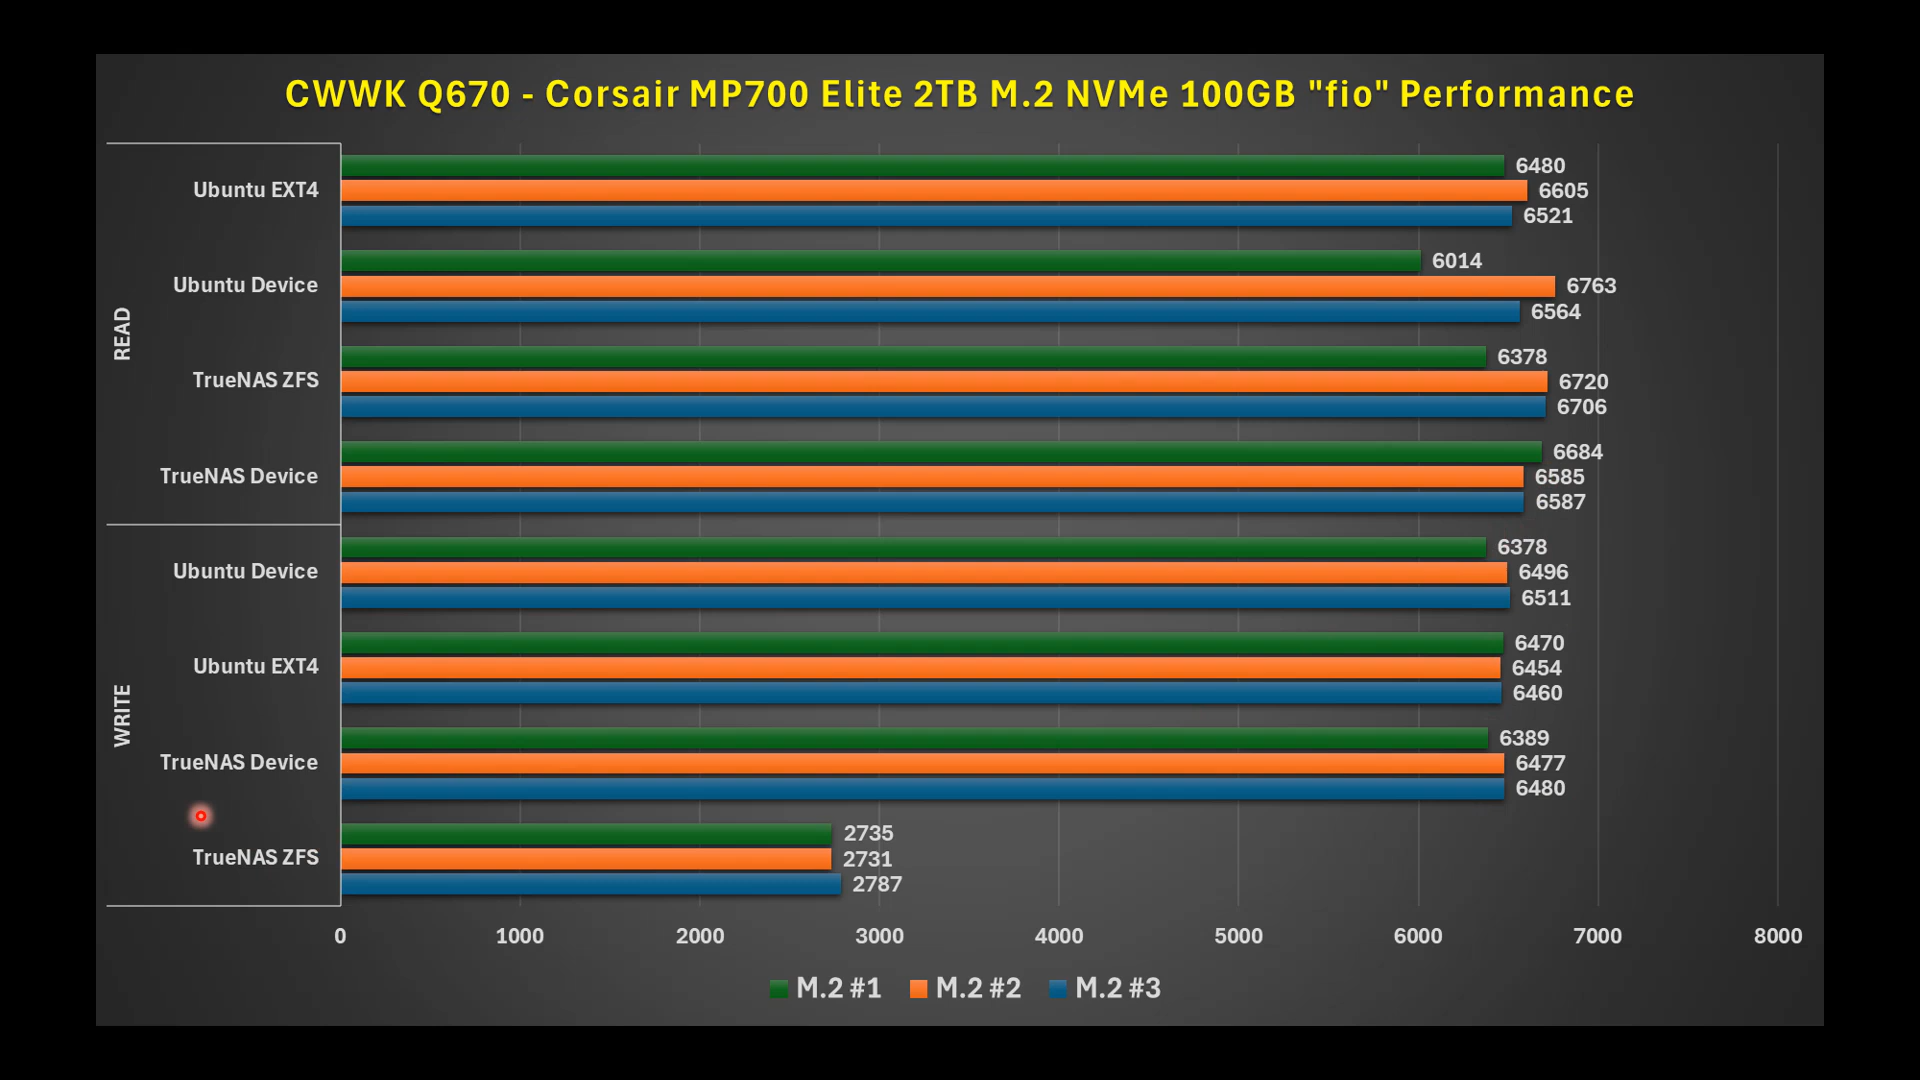 CWWK Q670 - Corsair MP700 Elite 2TB M.2 NVMe 100GB "fio" Performance
READ
Ubuntu EXT4
6480
6605
6521
Ubuntu Device
6014
6763
6564
TrueNAS ZFS
6378
6720
6706
TrueNAS Device
6684
6585
6587
WRITE
Ubuntu Device
6378
6496
6511
Ubuntu EXT4
6470
6454
6460
TrueNAS Device
6389
6477
6480
TrueNAS ZFS
2735
2731
2787
0 1000 2000 3000 4000 5000 6000 7000 8000
M.2 #1 M.2 #2 M.2 #3